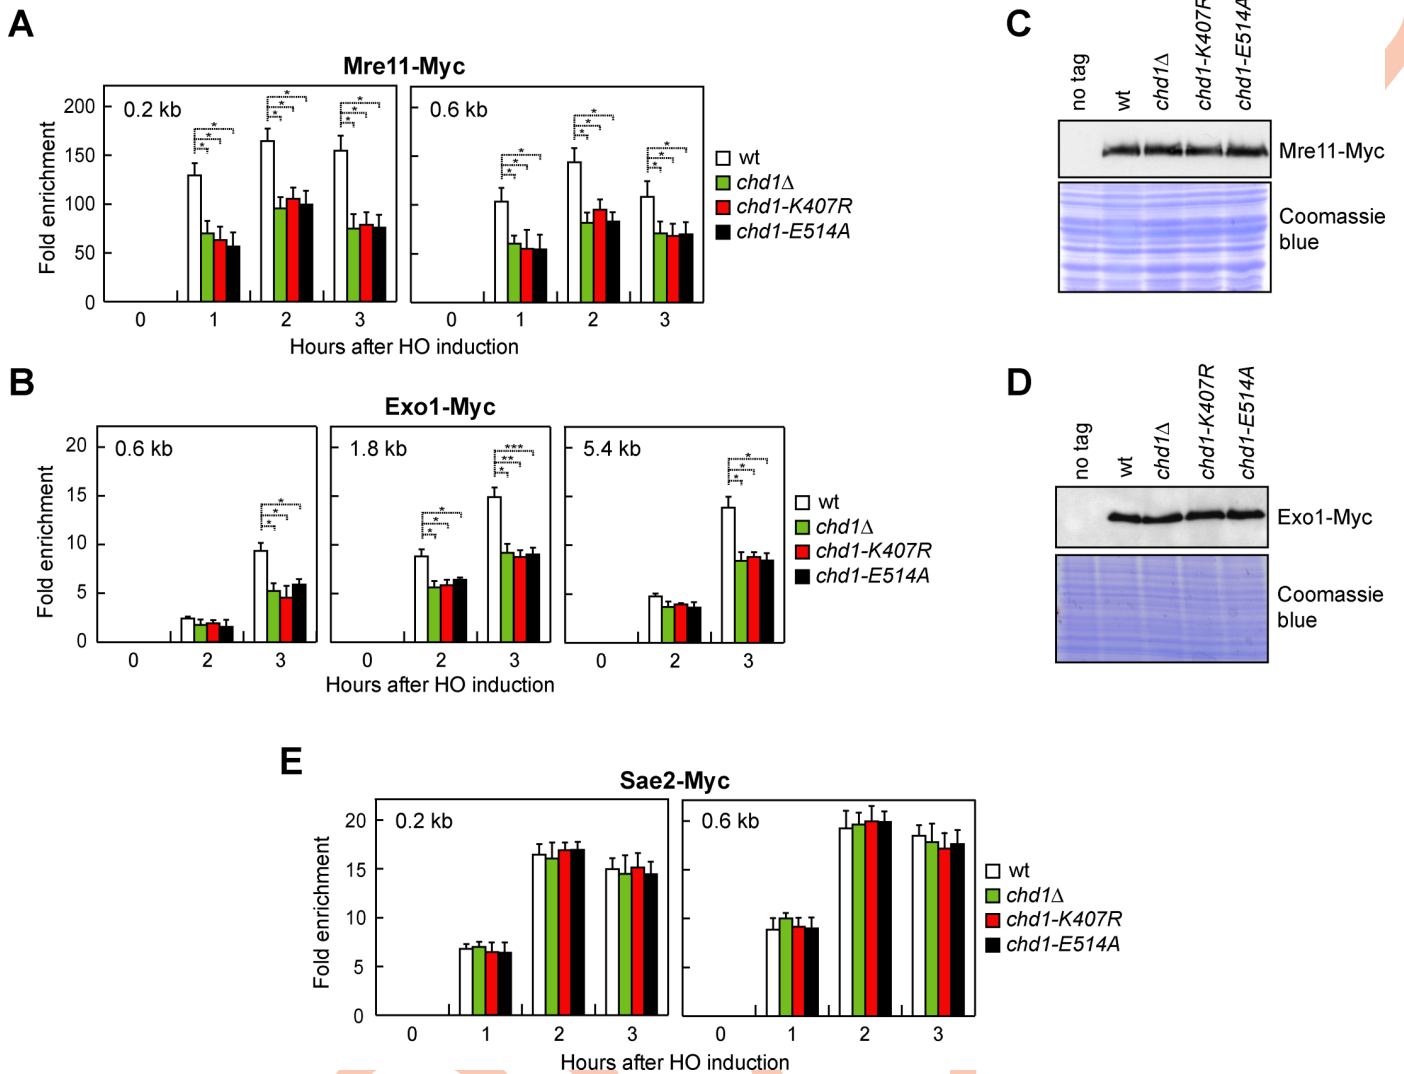 A
Mre11-Myc
0.2 kb
0.6 kb
Fold enrichment
200
150
100
50
0
* * *
* * *
* * *
* * *
* * *
* * *
0 1 2 3
0 1 2 3
Hours after HO induction
wt
chd1Δ
chd1-K407R
chd1-E514A
C
no tag
wt
chd1Δ
chd1-K407R
chd1-E514A
Mre11-Myc
Coomassie
blue
B
Exo1-Myc
0.6 kb
1.8 kb
5.4 kb
Fold enrichment
20
15
10
5
0
* * *
* * *
*** ** *
* * *
0 2 3
0 2 3
0 2 3
Hours after HO induction
wt
chd1Δ
chd1-K407R
chd1-E514A
D
no tag
wt
chd1Δ
chd1-K407R
chd1-E514A
Exo1-Myc
Coomassie
blue
E
Sae2-Myc
0.2 kb
0.6 kb
Fold enrichment
20
15
10
5
0
0 1 2 3
0 1 2 3
Hours after HO induction
wt
chd1Δ
chd1-K407R
chd1-E514A